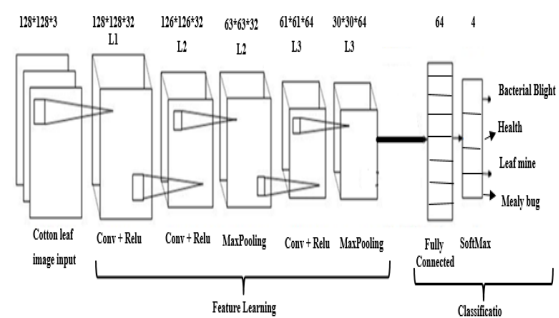 128*128*3 128*128*32 126*126*32 63*63*32 61*61*64 30*30*64 64 4
L1 L2 L2 L3 L3
Bacterial Blight
Health
Leaf mine
Mealy bug
Cotton leaf
image input
Conv + Relu Conv + Relu MaxPooling Conv + Relu MaxPooling
Fully
Connected
SoftMax
Feature Learning
Classificatio